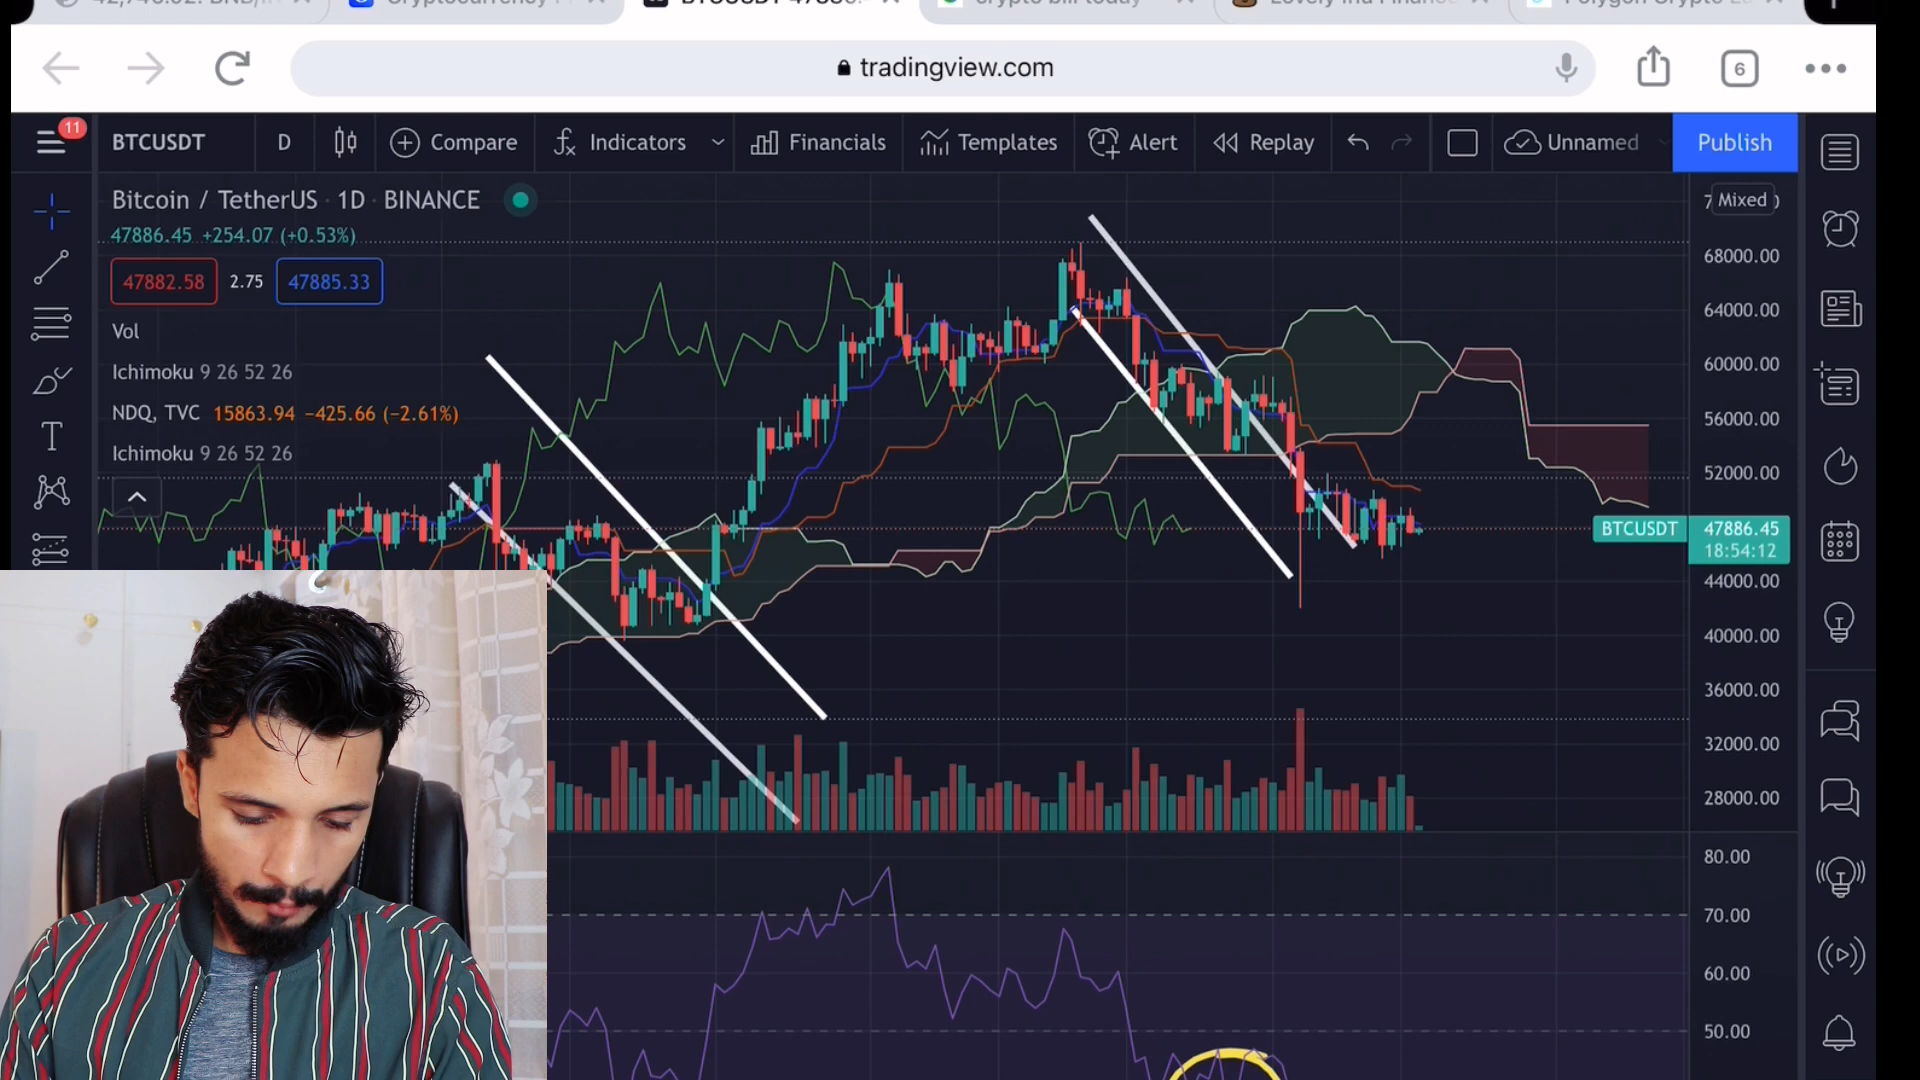 tradingview.com
6
11
BTCUSDT D Compare Indicators Financials Templates Alert Replay Unnamed Publish
Bitcoin / TetherUS · 1D · BINANCE
47886.45 +254.07 (+0.53%)
47882.58 2.75 47885.33
Vol
Ichimoku 9 26 52 26
NDQ, TVC 15863.94 −425.66 (−2.61%)
Ichimoku 9 26 52 26
Mixed
68000.00
64000.00
60000.00
56000.00
52000.00
BTCUSDT 47886.45
18:54:12
44000.00
40000.00
36000.00
32000.00
28000.00
80.00
70.00
60.00
50.00